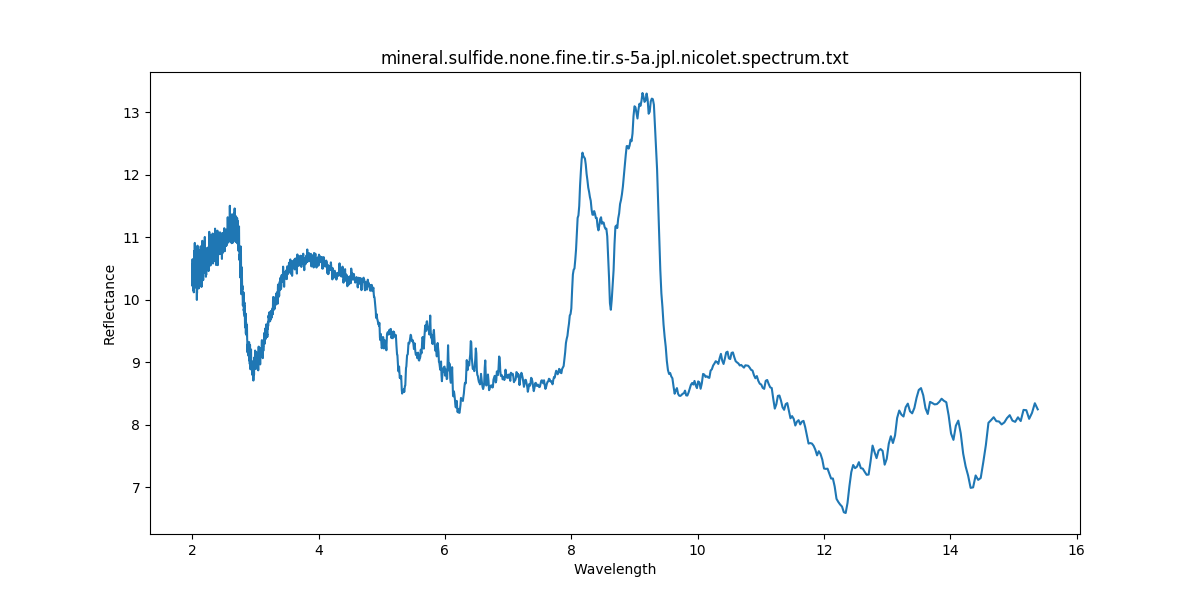 mineral.sulfide.none.fine.tir.s-5a.jpl.nicolet.spectrum.txt
13
12
11
10
9
8
7
Reflectance
2 4 6 8 10 12 14 16
Wavelength